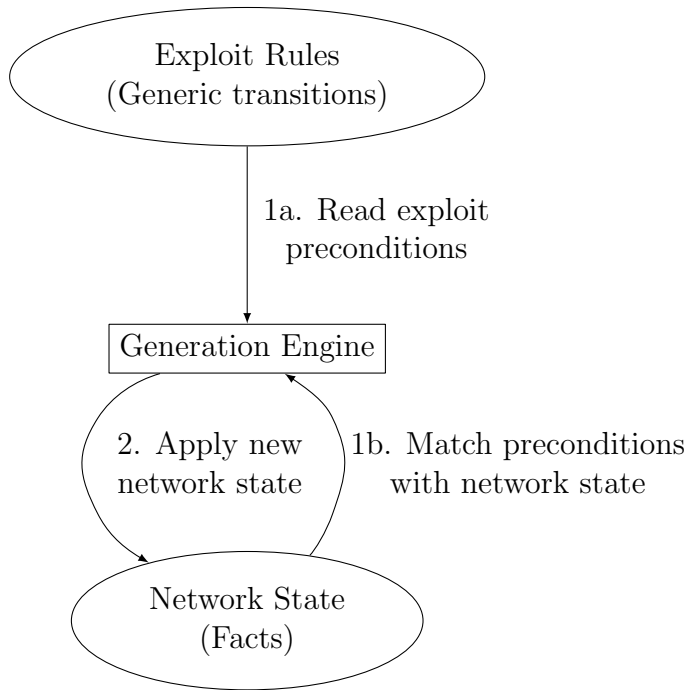 Exploit Rules
(Generic transitions)
1a. Read exploit
preconditions
Generation Engine
2. Apply new
network state
1b. Match preconditions
with network state
Network State
(Facts)